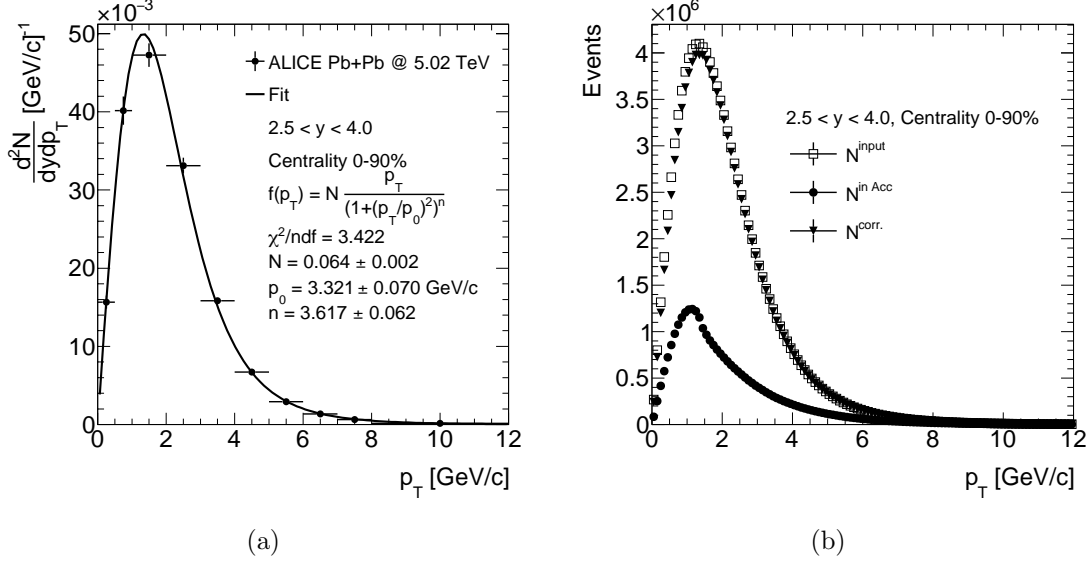 ×10⁻³
d²N/dydp_T [GeV/c]⁻¹
50
40
30
20
10
0
ALICE Pb+Pb @ 5.02 TeV
Fit
2.5 < y < 4.0
Centrality 0-90%
f(p_T) = N p_T/(1+(p_T/p_0)²)ⁿ
χ²/ndf = 3.422
N = 0.064 ± 0.002
p_0 = 3.321 ± 0.070 GeV/c
n = 3.617 ± 0.062
0 2 4 6 8 10 12
p_T [GeV/c]
(a)
×10⁶
Events
4
3.5
3
2.5
2
1.5
1
0.5
0
2.5 < y < 4.0, Centrality 0-90%
N^input
N^in Acc
N^corr.
0 2 4 6 8 10 12
p_T [GeV/c]
(b)